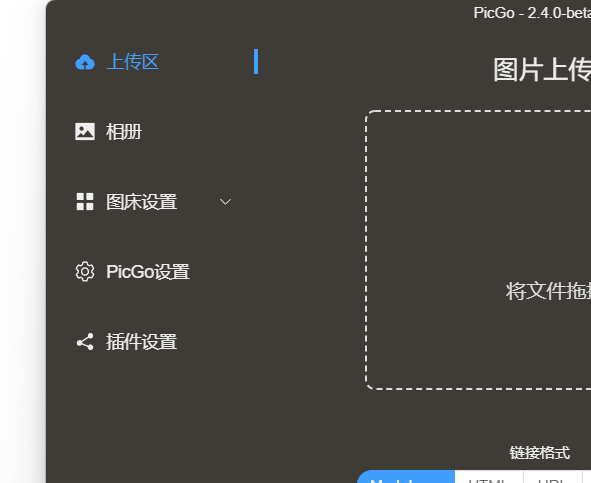 PicGo - 2.4.0-beta
上传区
图片上传
相册
图床设置
PicGo设置
将文件拖
插件设置
链接格式
Markdown
HTML
URL